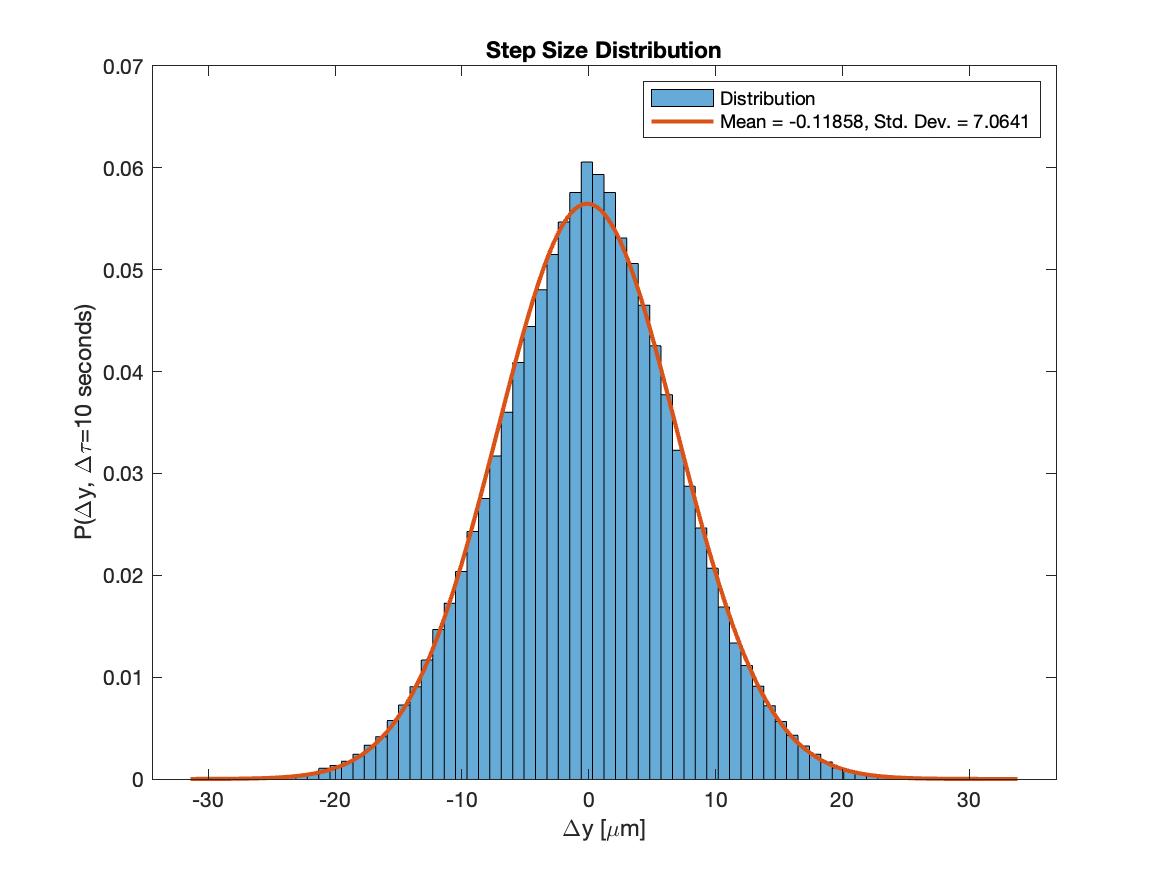 Step Size Distribution
Distribution
Mean = -0.11858, Std. Dev. = 7.0641
0.07
0.06
0.05
0.04
0.03
0.02
0.01
0
P(Δy, Δτ=10 seconds)
-30 -20 -10 0 10 20 30
Δy [μm]